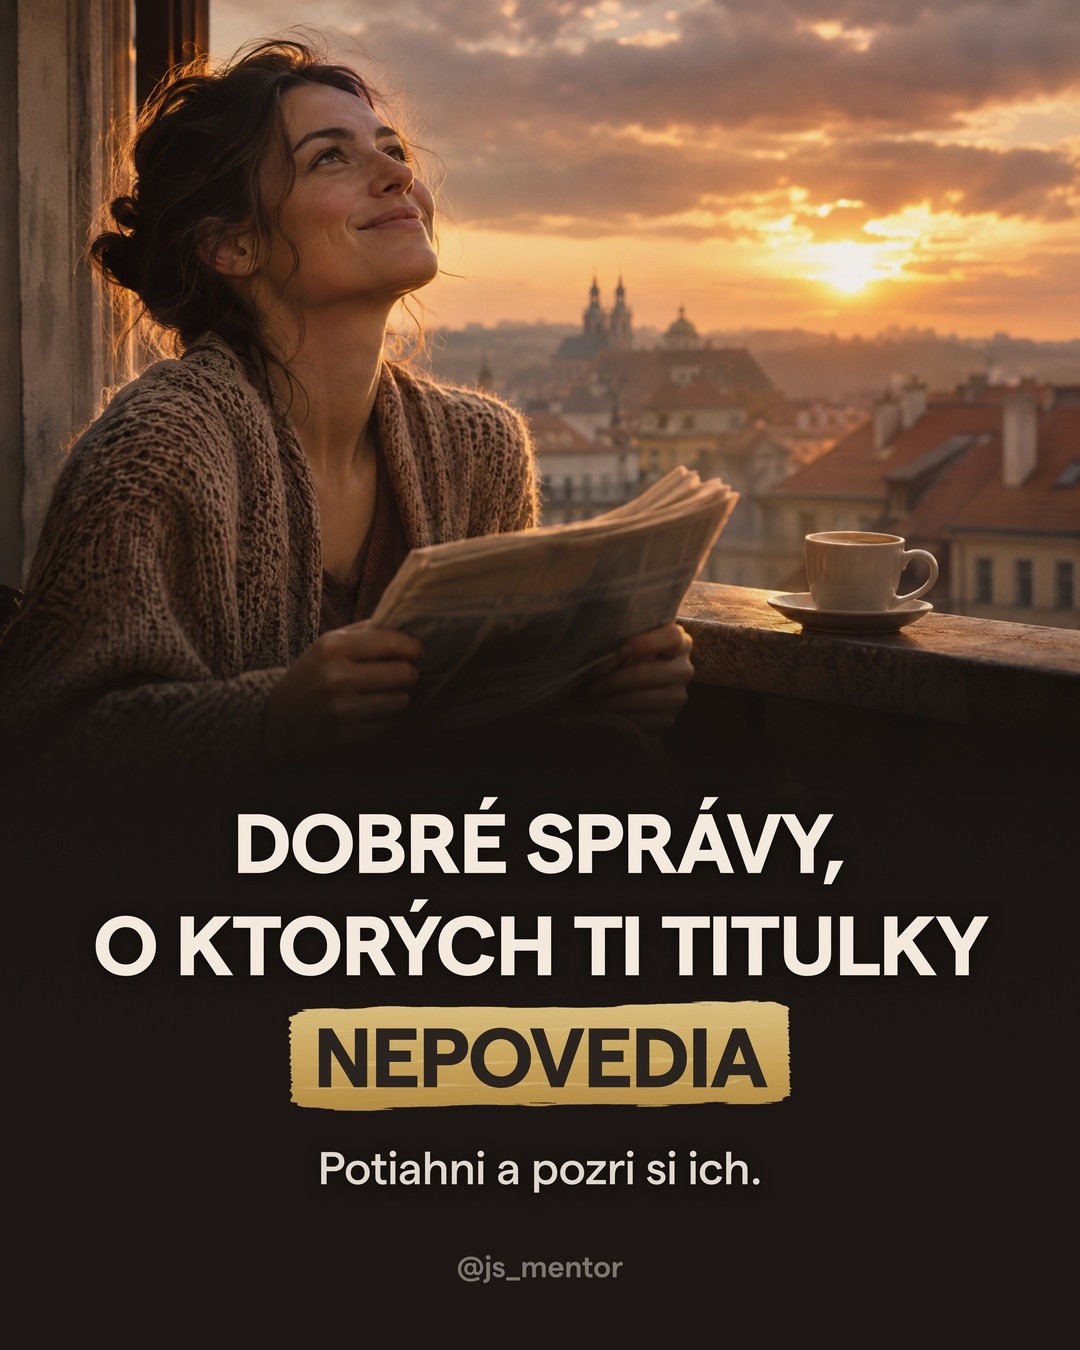 DOBRÉ SPRÁVY,
O KTORÝCH TI TITULKY
NEPOVEDIA
Potiahni a pozri si ich.
@js_mentor